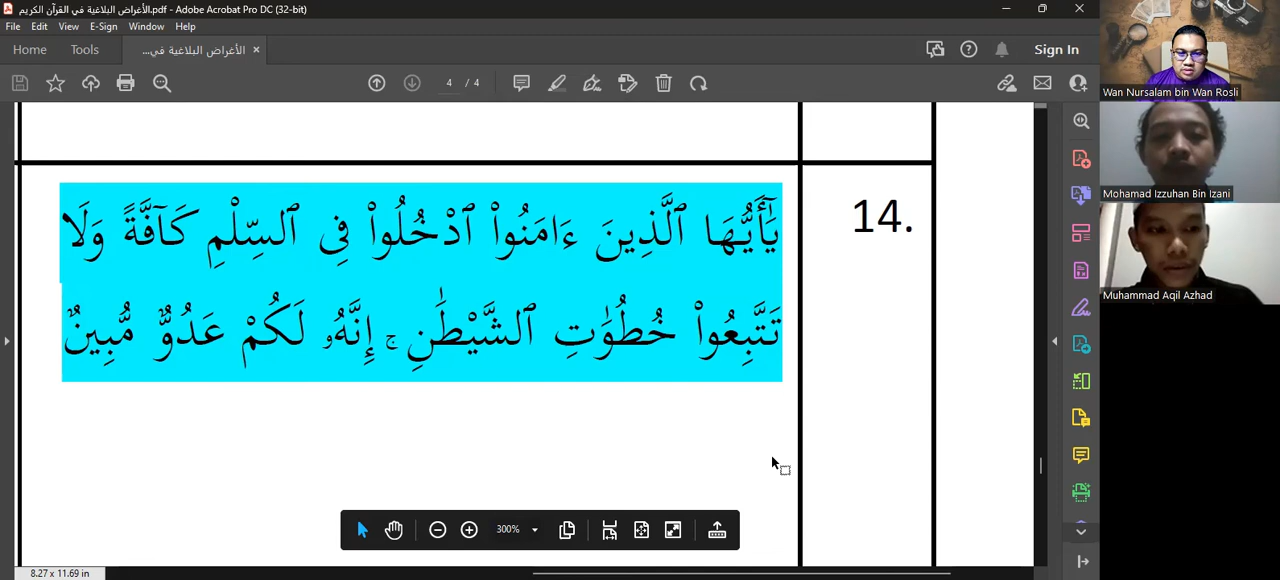 الأغراض البلاغية في القرآن الكريم.pdf - Adobe Acrobat Pro DC (32-bit)
File Edit View E-Sign Window Help
Home Tools الأغراض البلاغية في... × Sign In
4 / 4
14.
يَٰٓأَيُّهَا ٱلَّذِينَ ءَامَنُوا۟ ٱدْخُلُوا۟ فِى ٱلسِّلْمِ كَآفَّةً وَلَا
تَتَّبِعُوا۟ خُطُوَٰتِ ٱلشَّيْطَٰنِ ۚ إِنَّهُۥ لَكُمْ عَدُوٌّ مُّبِينٌ
300%
8.27 x 11.69 in
Wan Nursalam bin Wan Rosli
Mohamad Izzuhan Bin Izani
Muhammad Aqil Azhad